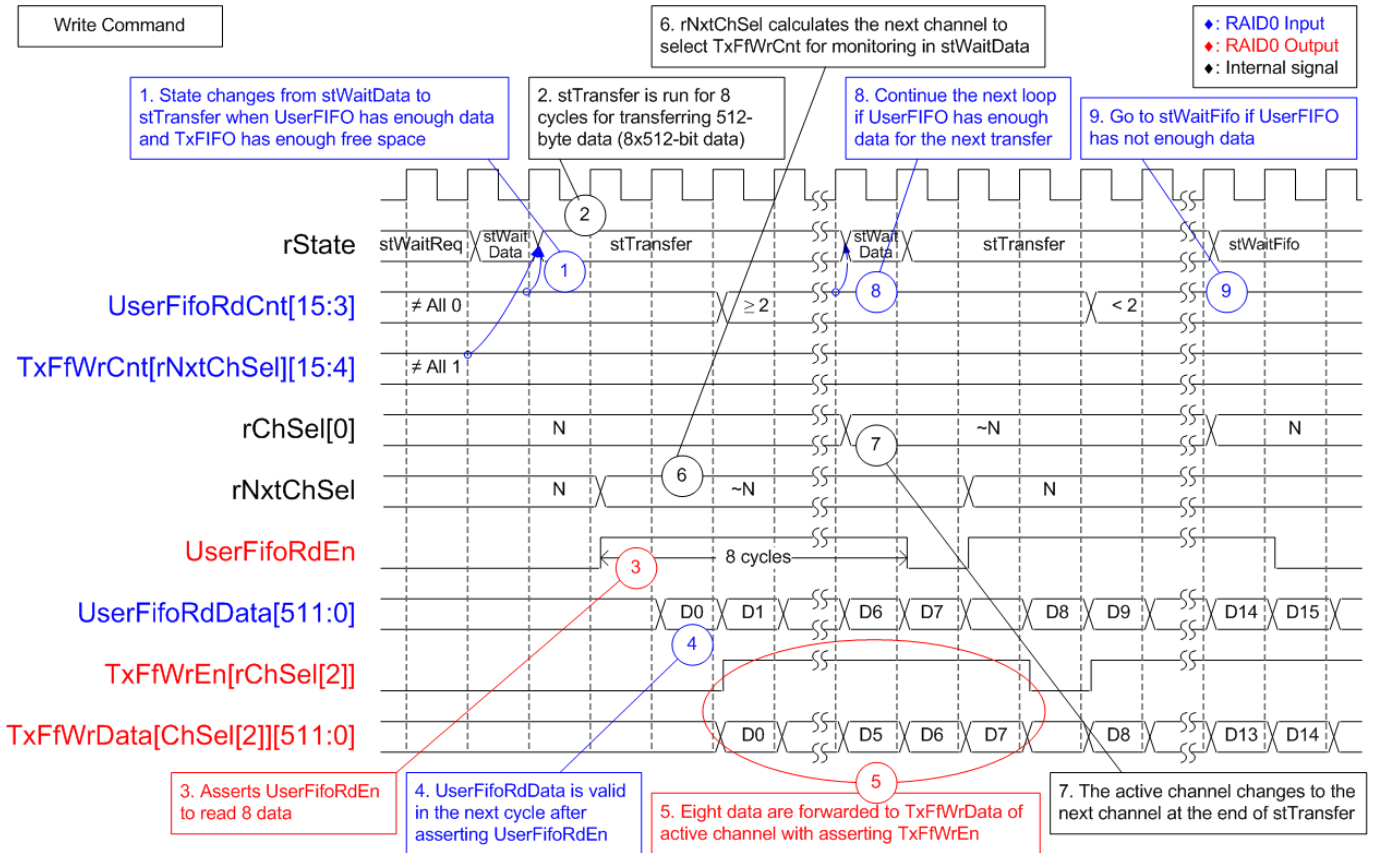 Write Command
6. rNxtChSel calculates the next channel to
select TxFfWrCnt for monitoring in stWaitData
♦: RAID0 Input
♦: RAID0 Output
♦: Internal signal
1. State changes from stWaitData to
stTransfer when UserFIFO has enough data
and TxFIFO has enough free space
2. stTransfer is run for 8
cycles for transferring 512-
byte data (8x512-bit data)
8. Continue the next loop
if UserFIFO has enough
data for the next transfer
9. Go to stWaitFifo if UserFIFO
has not enough data
2
rState
stWaitReq
stWait
Data
stTransfer
stWait
Data
stTransfer
stWaitFifo
1
8
9
UserFifoRdCnt[15:3]
≠ All 0
≥ 2
< 2
TxFfWrCnt[rNxtChSel][15:4]
≠ All 1
rChSel[0]
N
~N
N
7
rNxtChSel
N
6
~N
N
UserFifoRdEn
3
8 cycles
UserFifoRdData[511:0]
D0
D1
D6
D7
D8
D9
D14
D15
4
TxFfWrEn[rChSel[2]]
TxFfWrData[ChSel[2]][511:0]
D0
D5
D6
D7
D8
D13
D14
5
3. Asserts UserFifoRdEn
to read 8 data
4. UserFifoRdData is valid
in the next cycle after
asserting UserFifoRdEn
5. Eight data are forwarded to TxFfWrData of
active channel with asserting TxFfWrEn
7. The active channel changes to the
next channel at the end of stTransfer